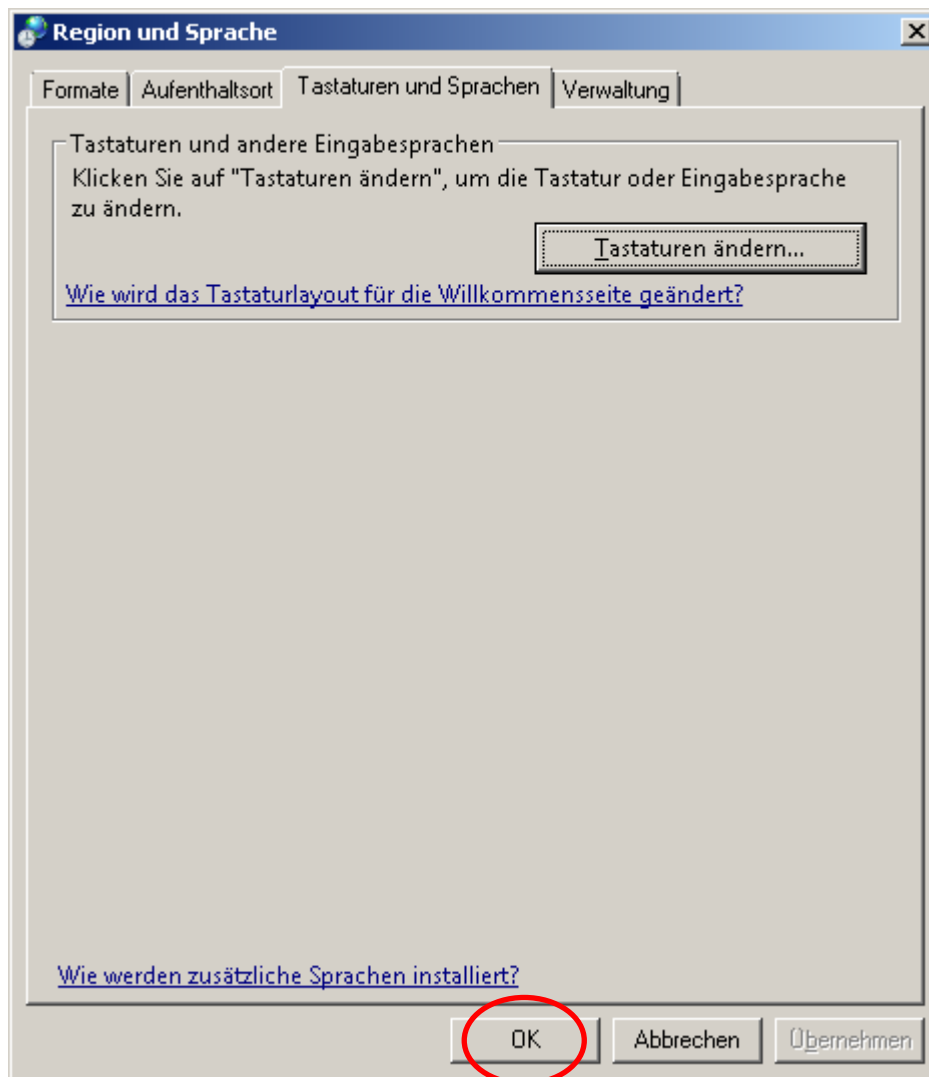 Region und Sprache
Formate
Aufenthaltsort
Tastaturen und Sprachen
Verwaltung
Tastaturen und andere Eingabesprachen
Klicken Sie auf "Tastaturen ändern", um die Tastatur oder Eingabesprache
zu ändern.
Tastaturen ändern...
Wie wird das Tastaturlayout für die Willkommensseite geändert?
Wie werden zusätzliche Sprachen installiert?
OK
Abbrechen
Übernehmen